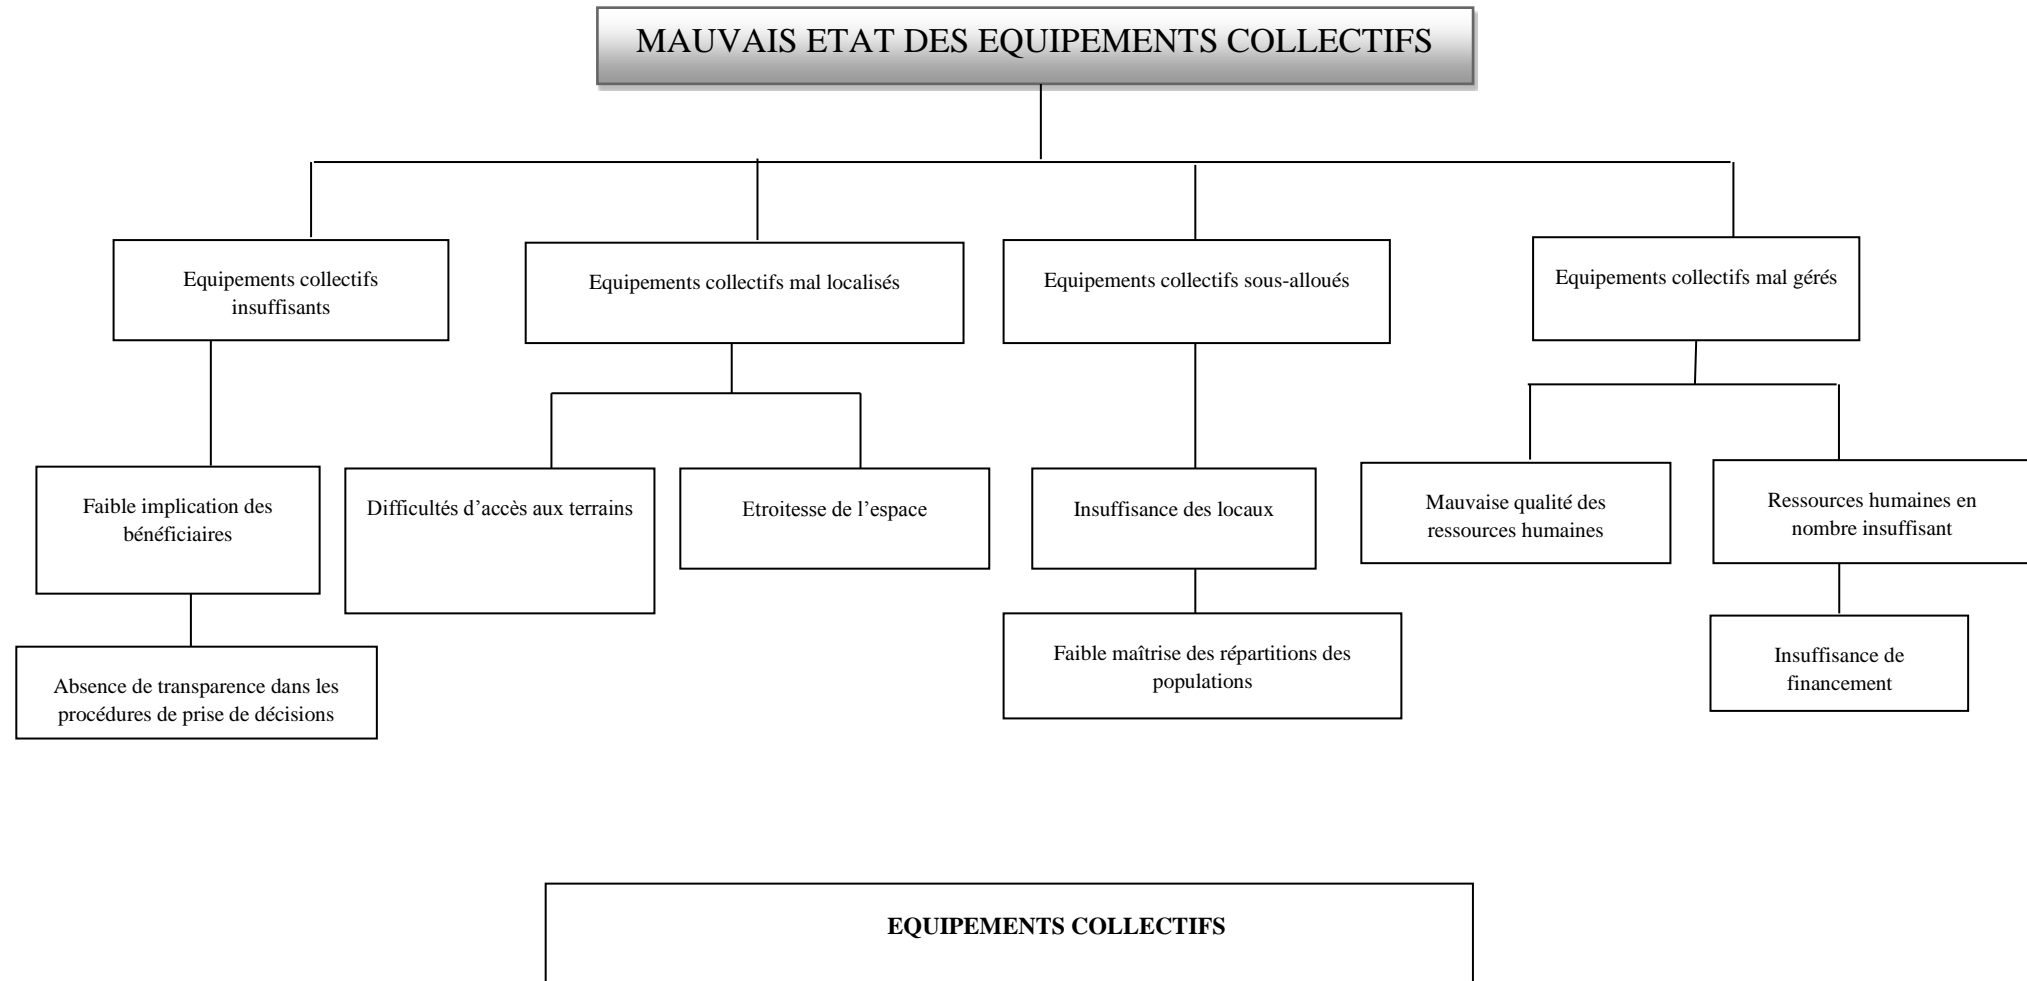 MAUVAIS ETAT DES EQUIPEMENTS COLLECTIFS
Equipements collectifs
insuffisants
Equipements collectifs mal localisés
Equipements collectifs sous-alloués
Equipements collectifs mal gérés
Faible implication des
bénéficiaires
Difficultés d’accès aux terrains
Etroitesse de l’espace
Insuffisance des locaux
Mauvaise qualité des
ressources humaines
Ressources humaines en
nombre insuffisant
Absence de transparence dans les
procédures de prise de décisions
Faible maîtrise des répartitions des
populations
Insuffisance de
financement
EQUIPEMENTS COLLECTIFS